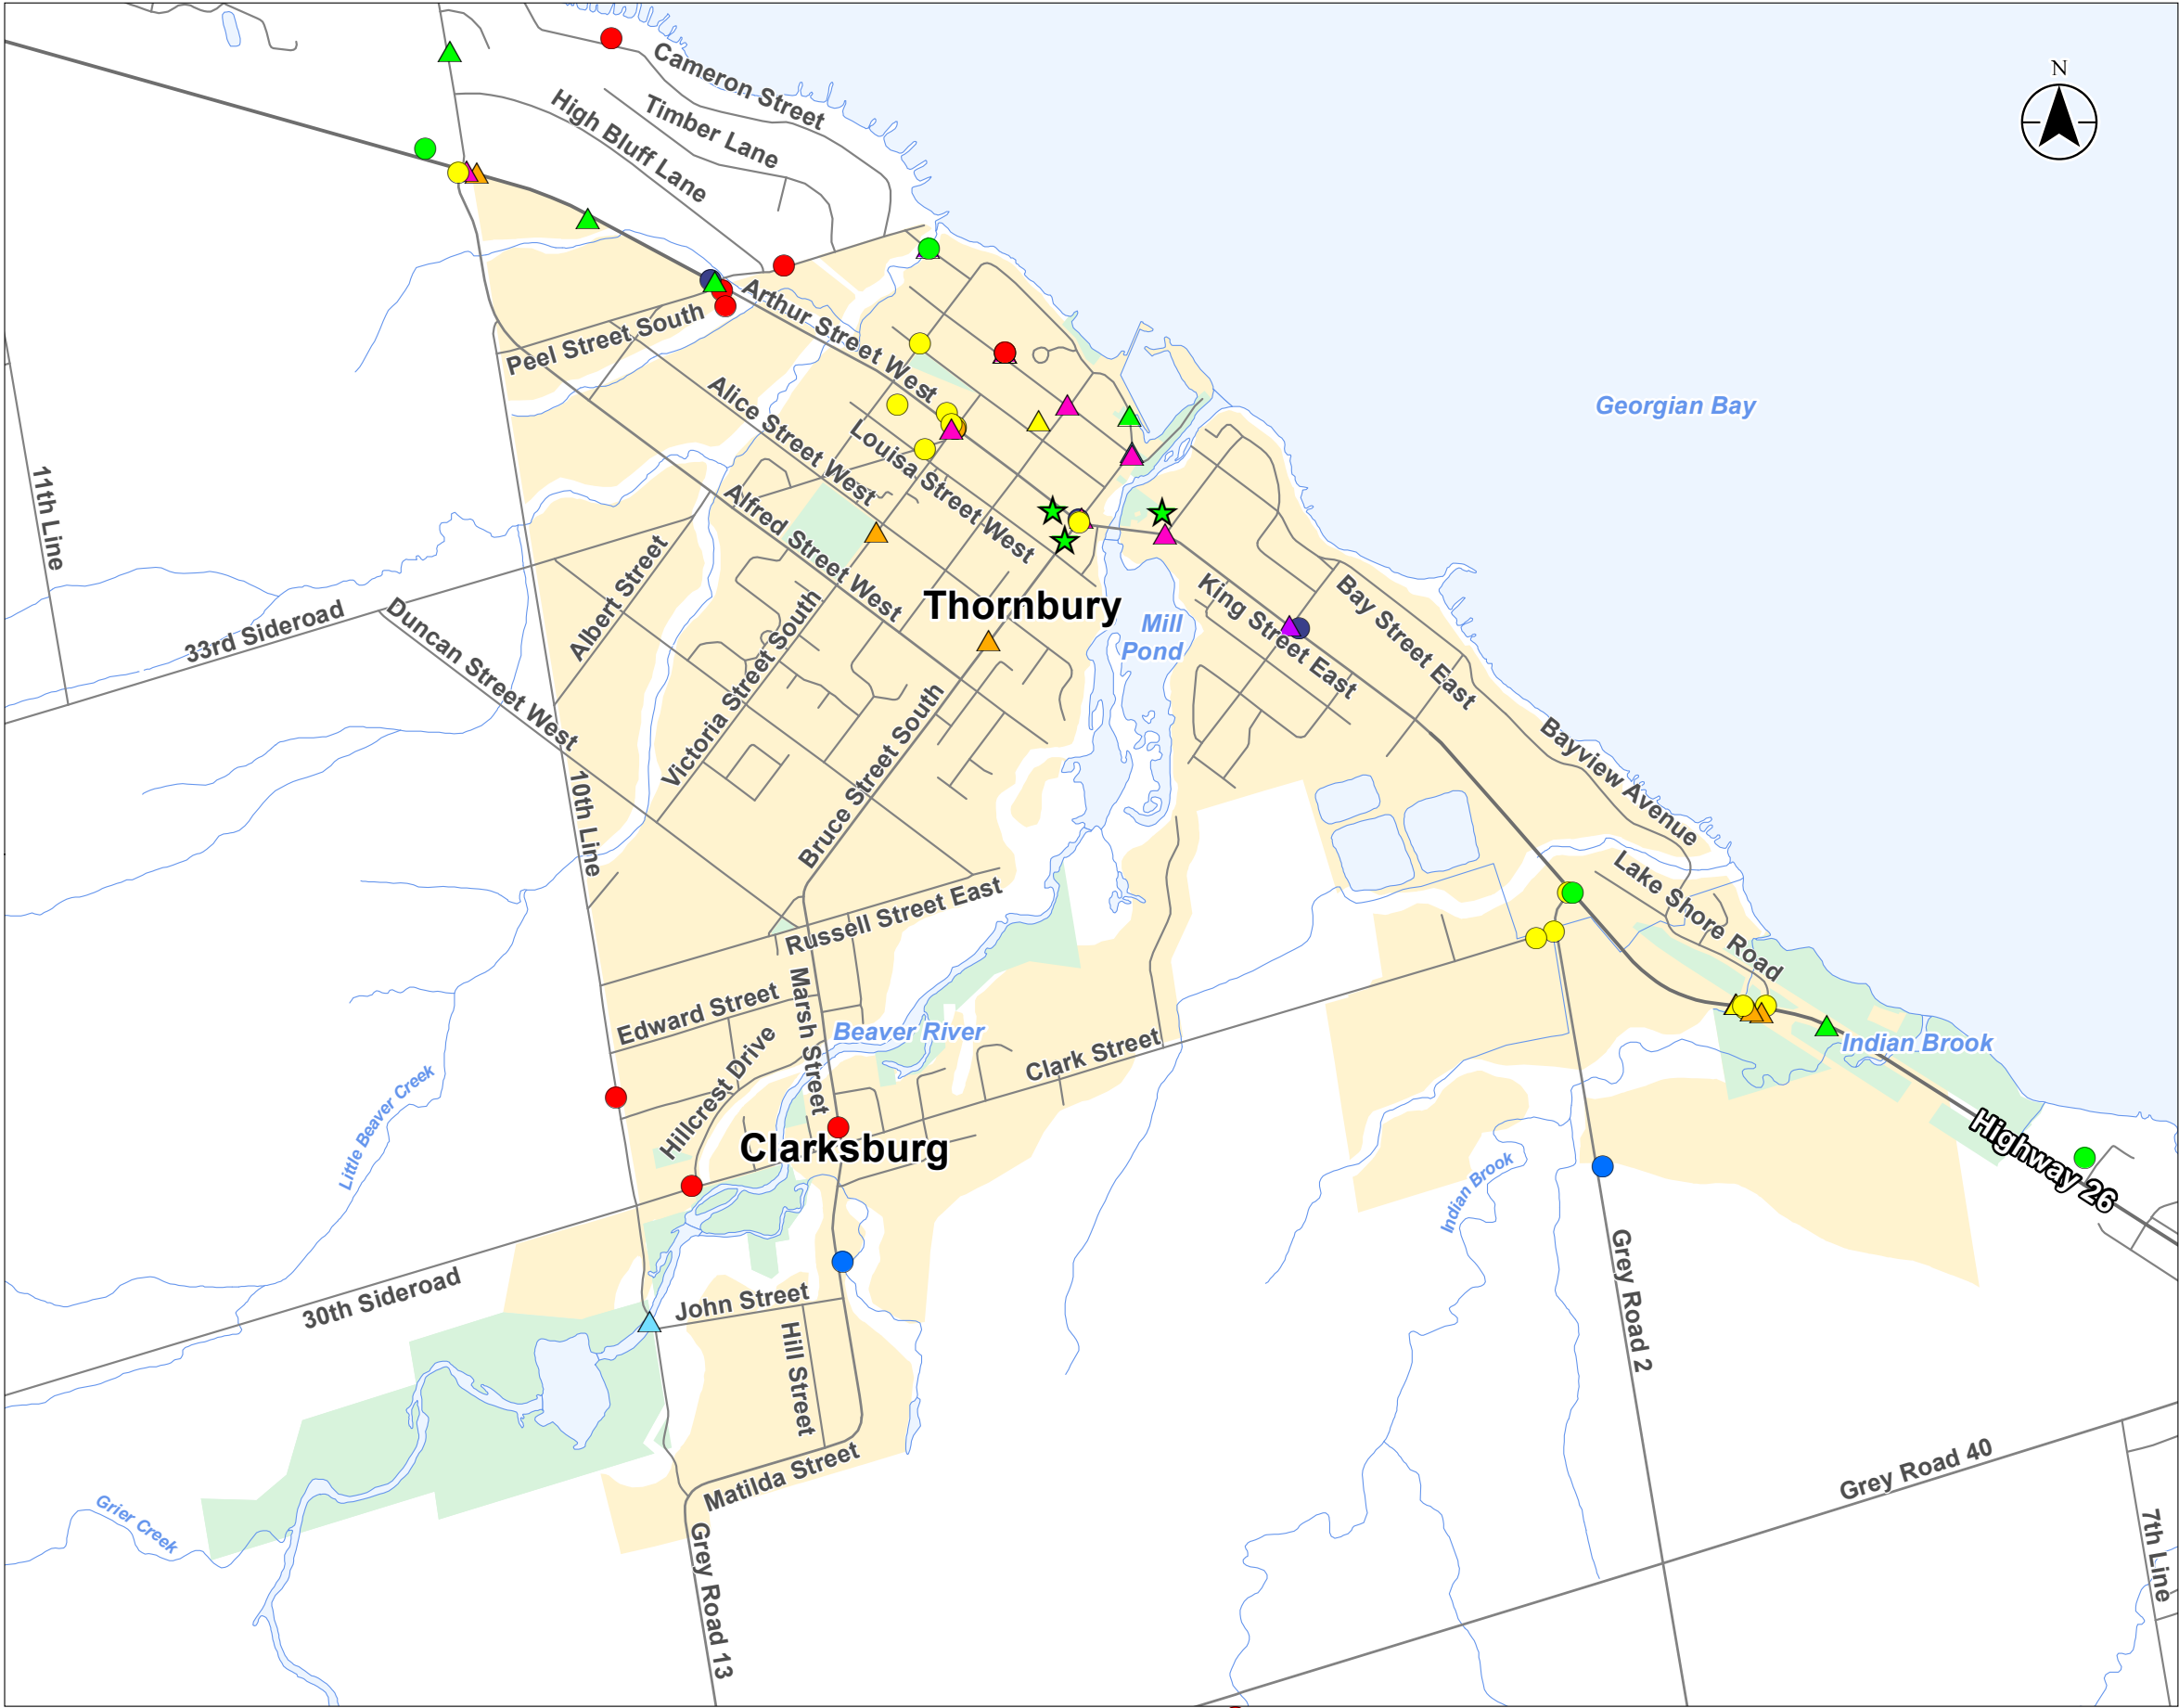 N
Cameron Street
Timber Lane
High Bluff Lane
Arthur Street West
Peel Street South
Georgian Bay
Alice Street West
Louisa Street West
11th Line
Alfred Street West
Albert Street
33rd Sideroad
Duncan Street West
Thornbury
Mill
Pond
King Street East
Bay Street East
Victoria Street South
Bruce Street South
Bayview Avenue
10th Line
Lake Shore Road
Russell Street East
Marsh Street
Edward Street
Beaver River
Hillcrest Drive
Clark Street
Indian Brook
Little Beaver Creek
Clarksburg
Highway 26
Indian Brook
30th Sideroad
John Street
Hill Street
Grey Road 2
Matilda Street
Grey Road 40
Grier Creek
Grey Road 13
7th Line